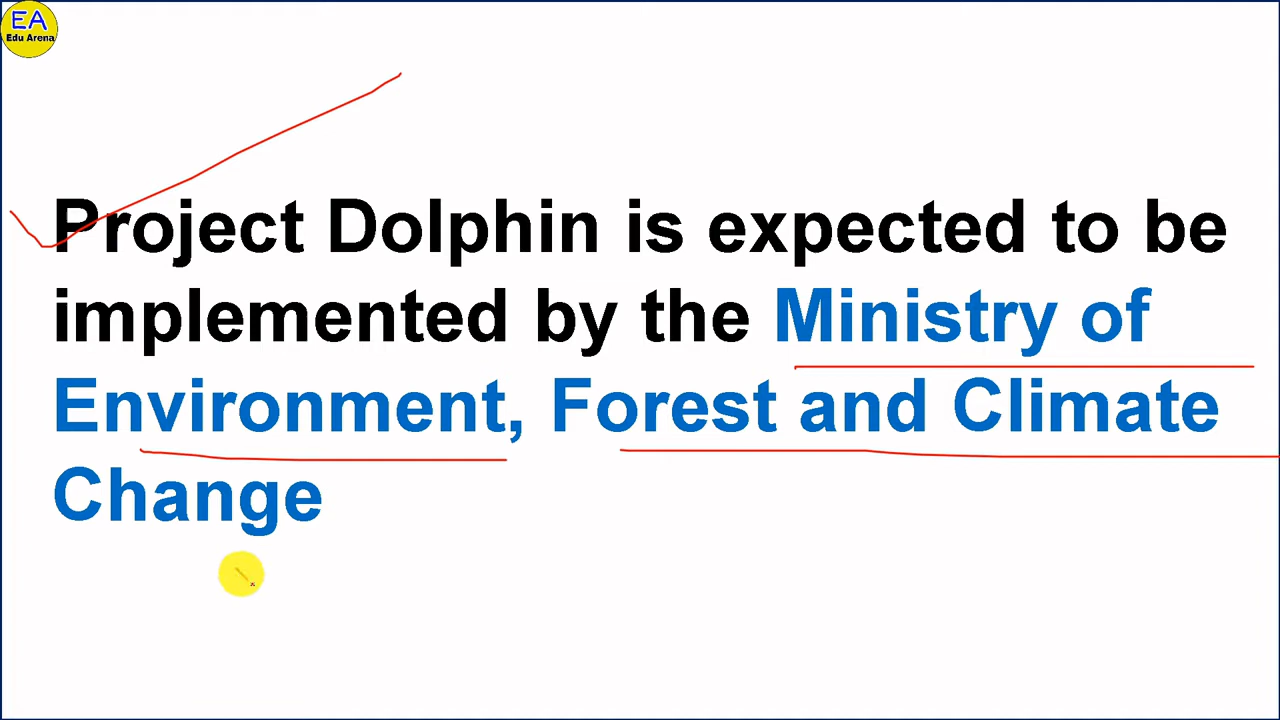 EA
Edu Arena
Project Dolphin is expected to be
implemented by the Ministry of
Environment, Forest and Climate
Change